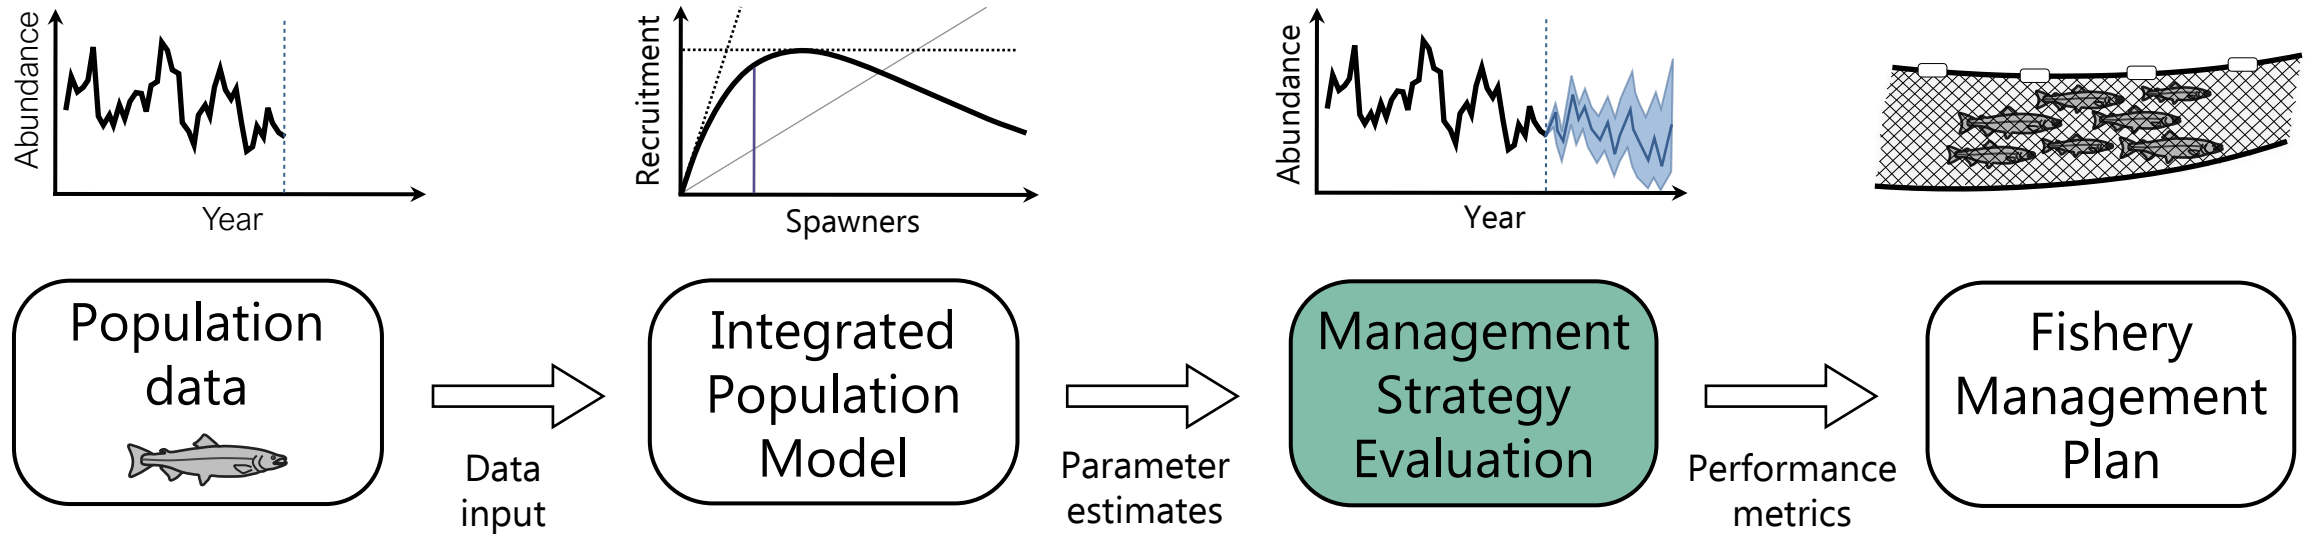 Abundance
Year
Recruitment
Spawners
Abundance
Year
Population
data
Data
input
Integrated
Population
Model
Parameter
estimates
Management
Strategy
Evaluation
Performance
metrics
Fishery
Management
Plan